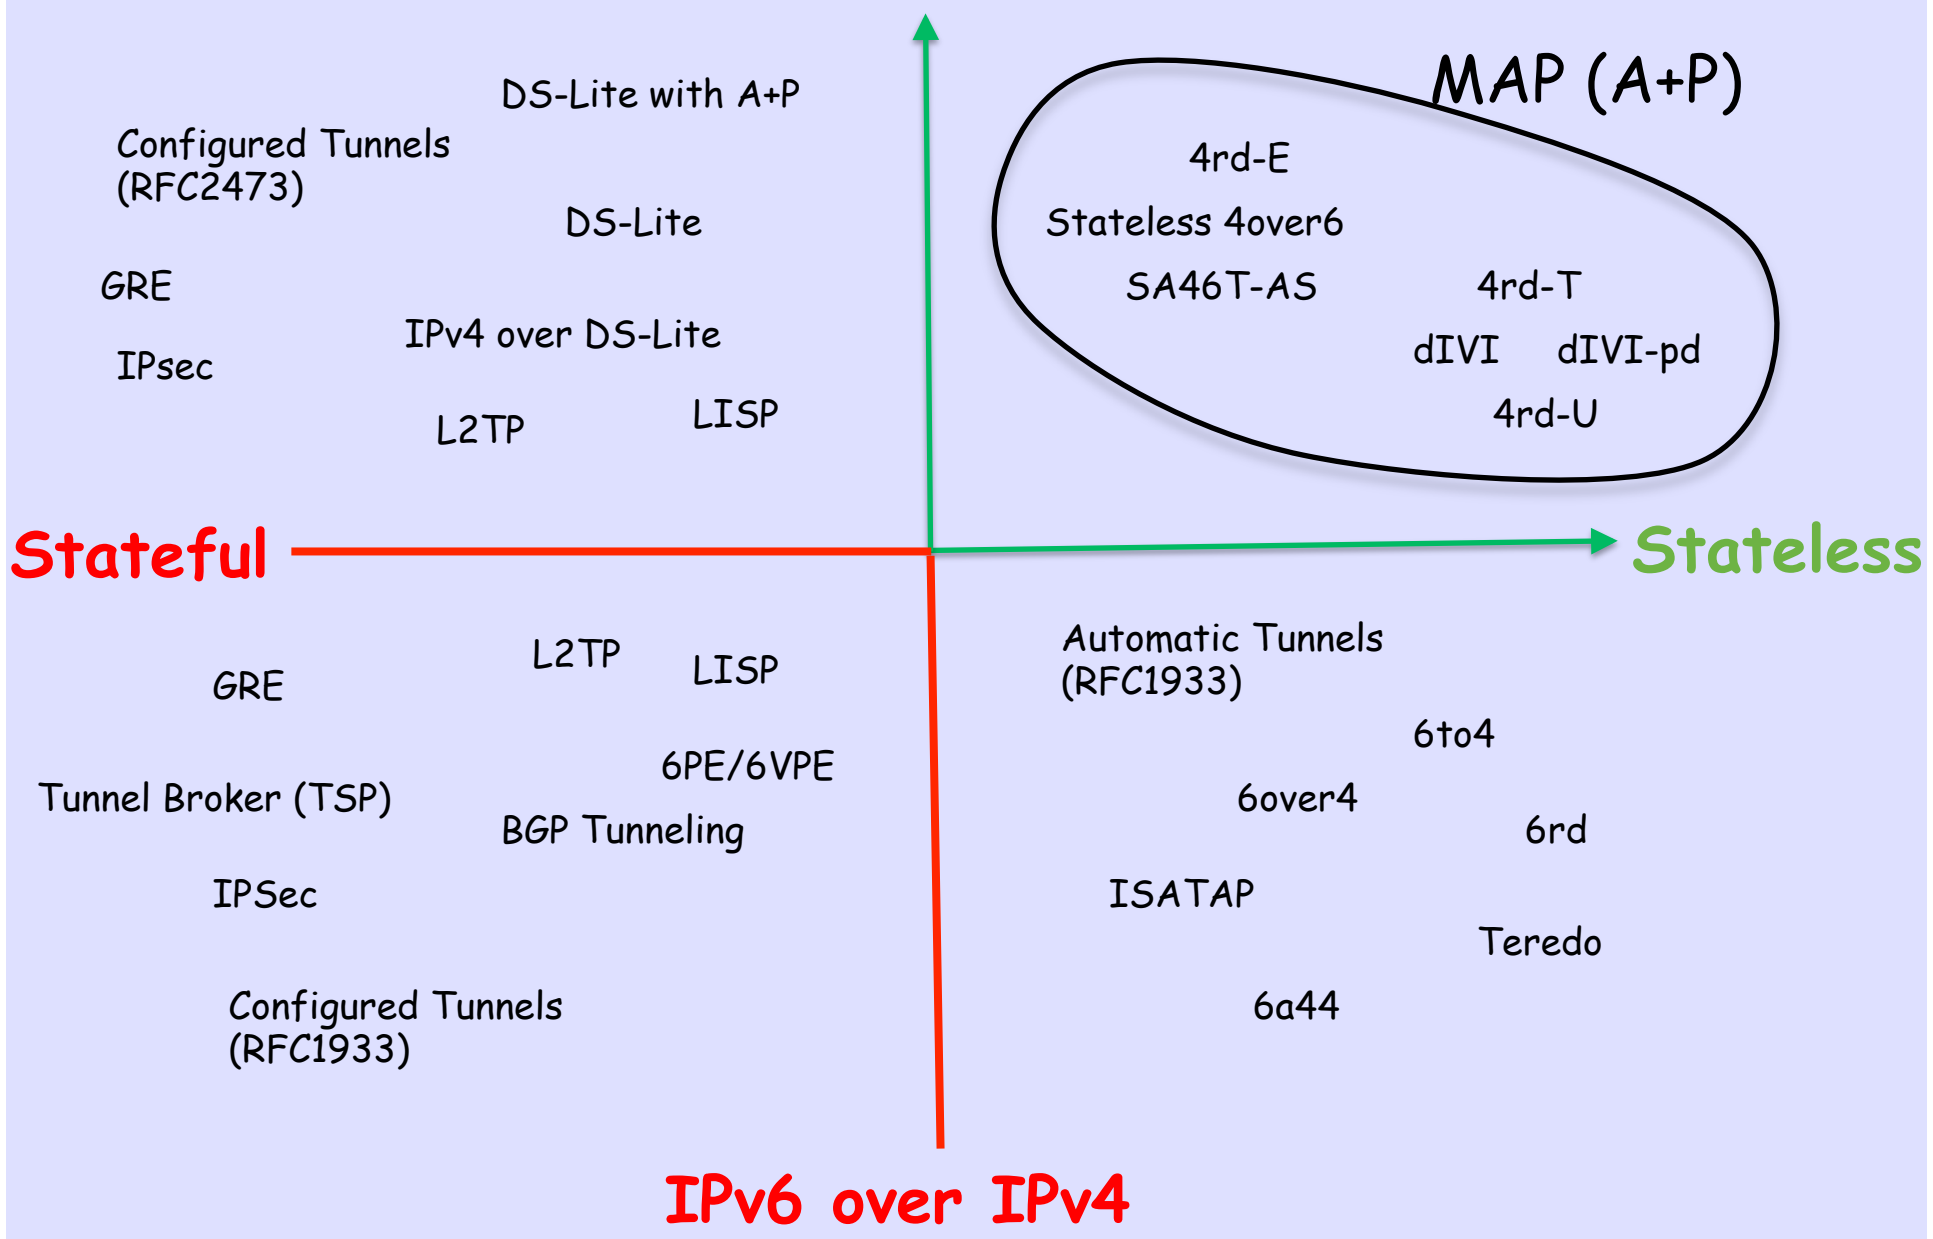 MAP (A+P)
DS-Lite with A+P
Configured Tunnels
(RFC2473)
4rd-E
DS-Lite
Stateless 4over6
GRE
SA46T-AS
4rd-T
IPv4 over DS-Lite
IPsec
dIVI
dIVI-pd
L2TP
LISP
4rd-U
Stateful
Stateless
L2TP
LISP
GRE
Automatic Tunnels
(RFC1933)
6to4
6PE/6VPE
Tunnel Broker (TSP)
6over4
BGP Tunneling
6rd
IPSec
ISATAP
Teredo
Configured Tunnels
(RFC1933)
6a44
IPv6 over IPv4